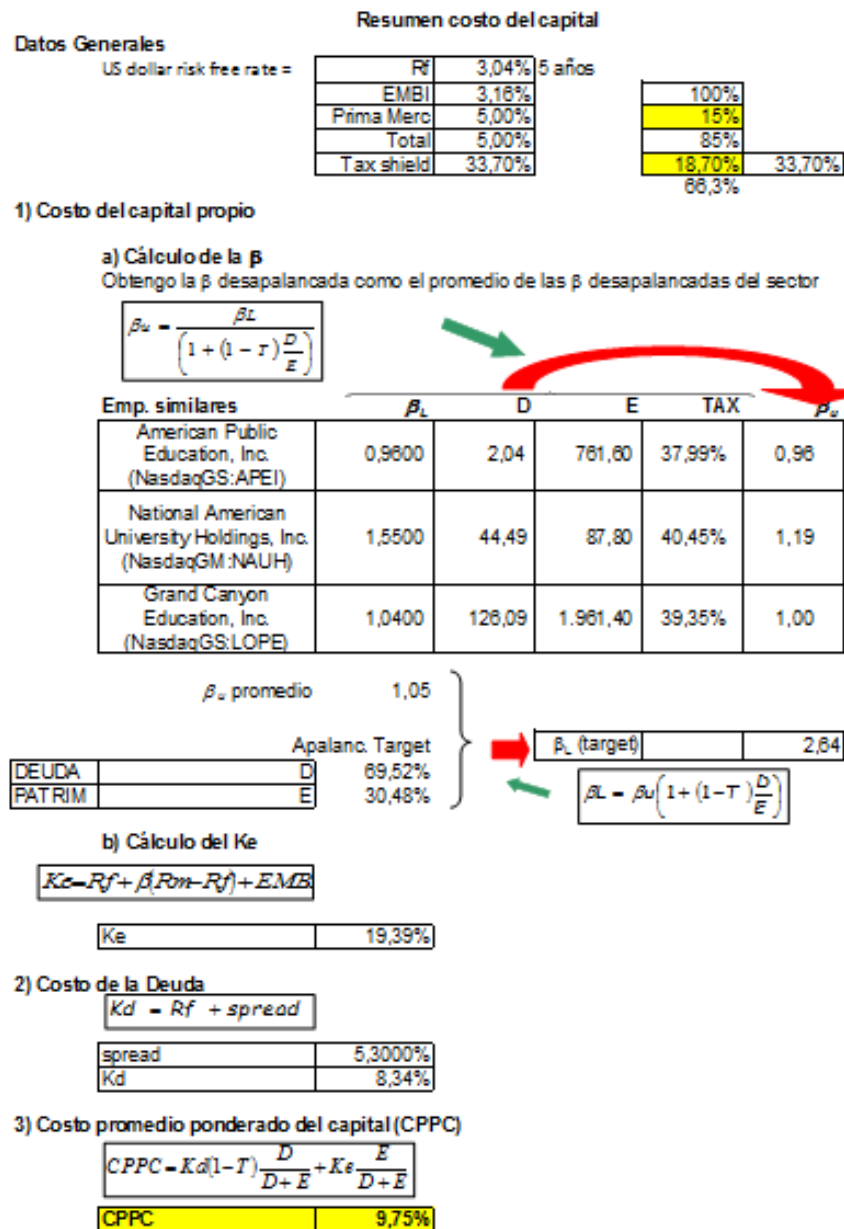 Resumen costo del capital
Datos Generales
US dollar risk free rate = Rf 3,04% 5 años
EMBI 3,16% 100%
Prima Merc 5,00% 15%
Total 5,00% 85%
Tax shield 33,70% 18,70% 33,70%
66,3%
1) Costo del capital propio
a) Cálculo de la β
Obtengo la β desapalancada como el promedio de las β desapalancadas del sector
βu = βL / (1 + (1 − T) D/E)
Emp. similares βL D E TAX βu
American Public
Education, Inc. 0,9600 2,04 761,60 37,99% 0,96
(NasdaqGS:APEI)
National American
University Holdings, Inc. 1,5500 44,49 87,80 40,45% 1,19
(NasdaqGM:NAUH)
Grand Canyon
Education, Inc. 1,0400 126,09 1.961,40 39,35% 1,00
(NasdaqGS:LOPE)
βu promedio 1,05
Apalanc. Target βL (target) 2,64
DEUDA D 69,52%
PATRIM E 30,48%
βL = βu(1 + (1−T) D/E)
b) Cálculo del Ke
Ke=Rf+β(Rm−Rf)+EMB
Ke 19,39%
2) Costo de la Deuda
Kd = Rf + spread
spread 5,3000%
Kd 8,34%
3) Costo promedio ponderado del capital (CPPC)
CPPC=Kd(1−T) D/(D+E) + Ke E/(D+E)
CPPC 9,75%